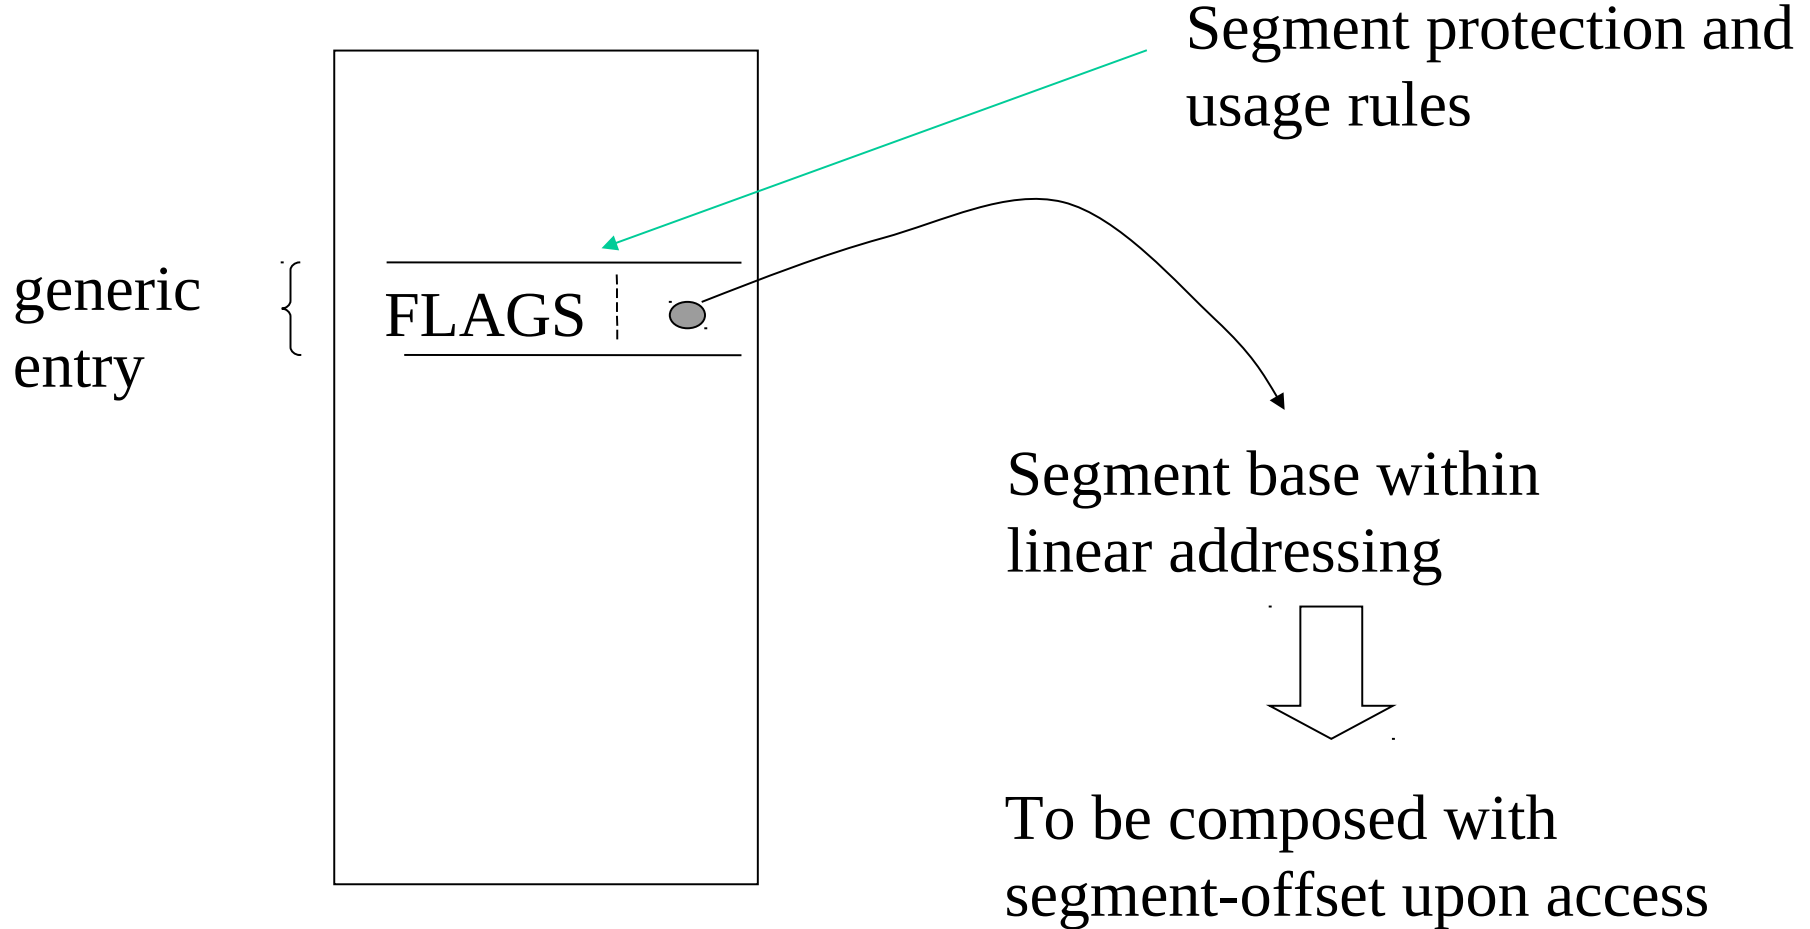 Segment protection and
usage rules
generic
entry
FLAGS
Segment base within
linear addressing
To be composed with
segment-offset upon access